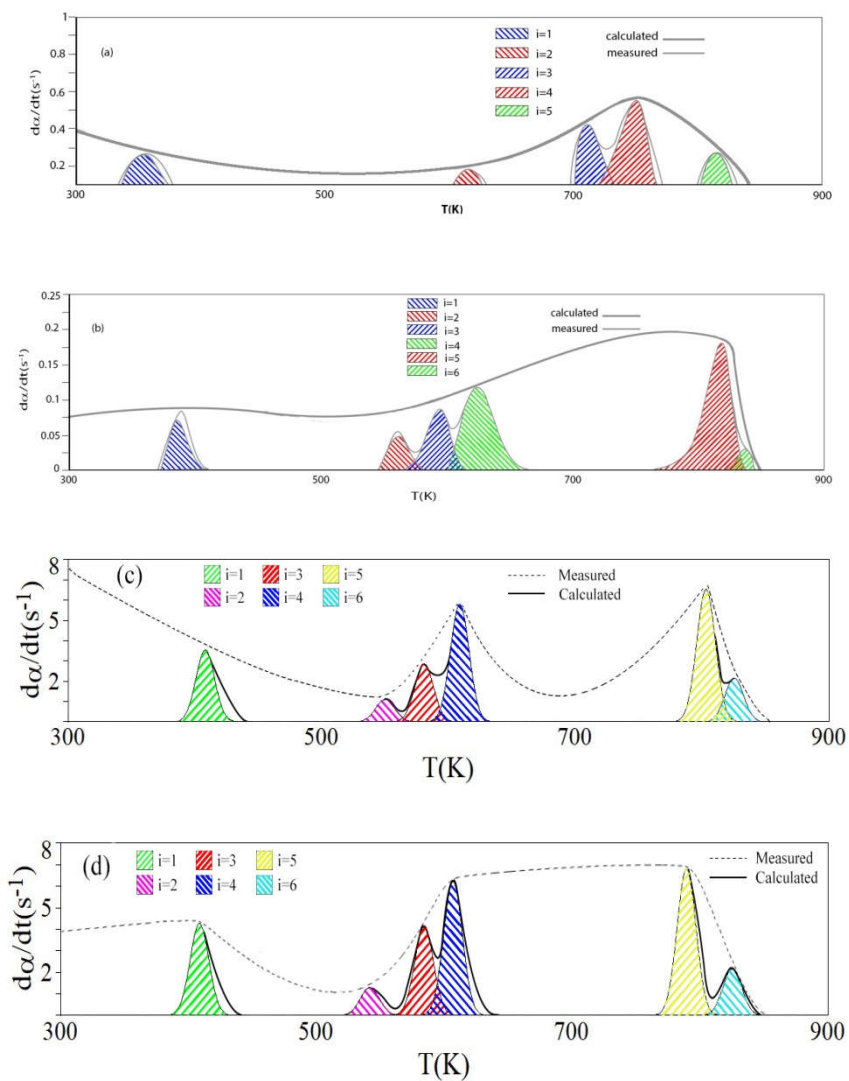 1
(a)
i=1
calculated
0.8
i=2
measured
i=3
0.6
i=4
i=5
dα/dt(s⁻¹)
0.4
0.2
300
500
700
900
T(K)
0.25
i=1
i=2
calculated
0.2
(b)
i=3
measured
i=4
0.15
i=5
i=6
dα/dt(s⁻¹)
0.1
0.05
0
300
500
700
900
T(K)
8
(c)
i=1
i=3
i=5
Measured
i=2
i=4
i=6
Calculated
dα/dt(s⁻¹)
5
2
300
500
700
900
T(K)
8
(d)
i=1
i=3
i=5
Measured
i=2
i=4
i=6
Calculated
dα/dt(s⁻¹)
5
2
300
500
700
900
T(K)